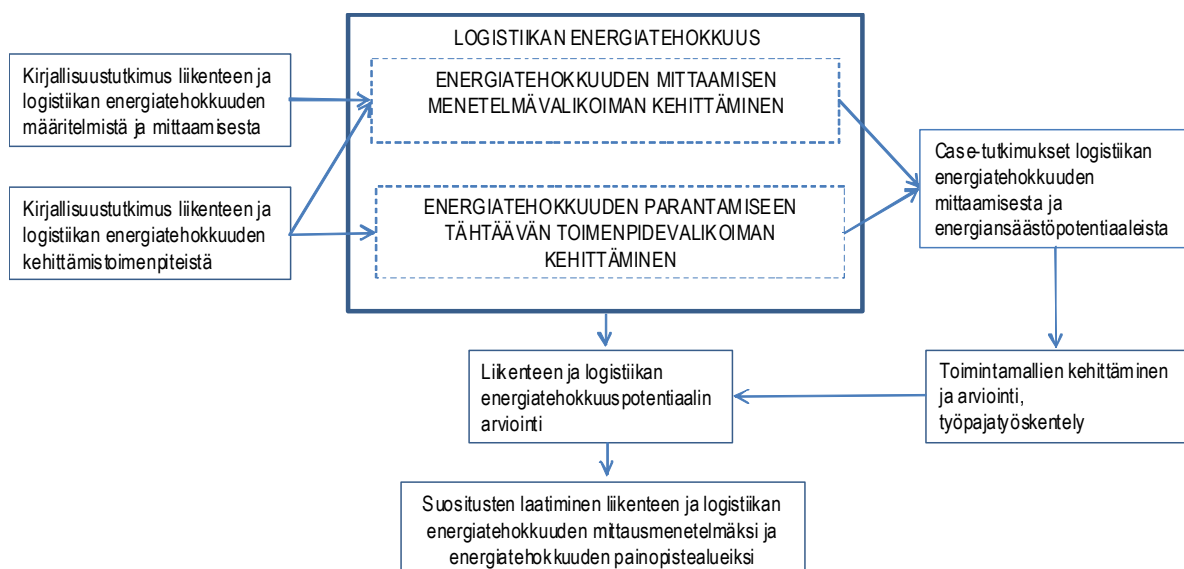 LOGISTIIKAN ENERGIATEHOKKUUS
Kirjallisuustutkimus liikenteen ja
logistiikan energiatehokkuuden
määritelmistä ja mittaamisesta
ENERGIATEHOKKUUDEN MITTAAMISEN
MENETELMÄVALIKOIMAN KEHITTÄMINEN
Kirjallisuustutkimus liikenteen ja
logistiikan energiatehokkuuden
kehittämistoimenpiteistä
ENERGIATEHOKKUUDEN PARANTAMISEEN
TÄHTÄÄVÄN TOIMENPIDEVALIKOIMAN
KEHITTÄMINEN
Case-tutkimukset logistiikan
energiatehokkuuden
mittaamisesta ja
energiansäästöpotentiaaleista
Liikenteen ja logistiikan
energiatehokkuuspotentiaalin
arviointi
Toimintamallien kehittäminen
ja arviointi,
työpajatyöskentely
Suositusten laatiminen liikenteen ja logistiikan
energiatehokkuuden mittausmenetelmäksi ja
energiatehokkuuden painopistealueiksi